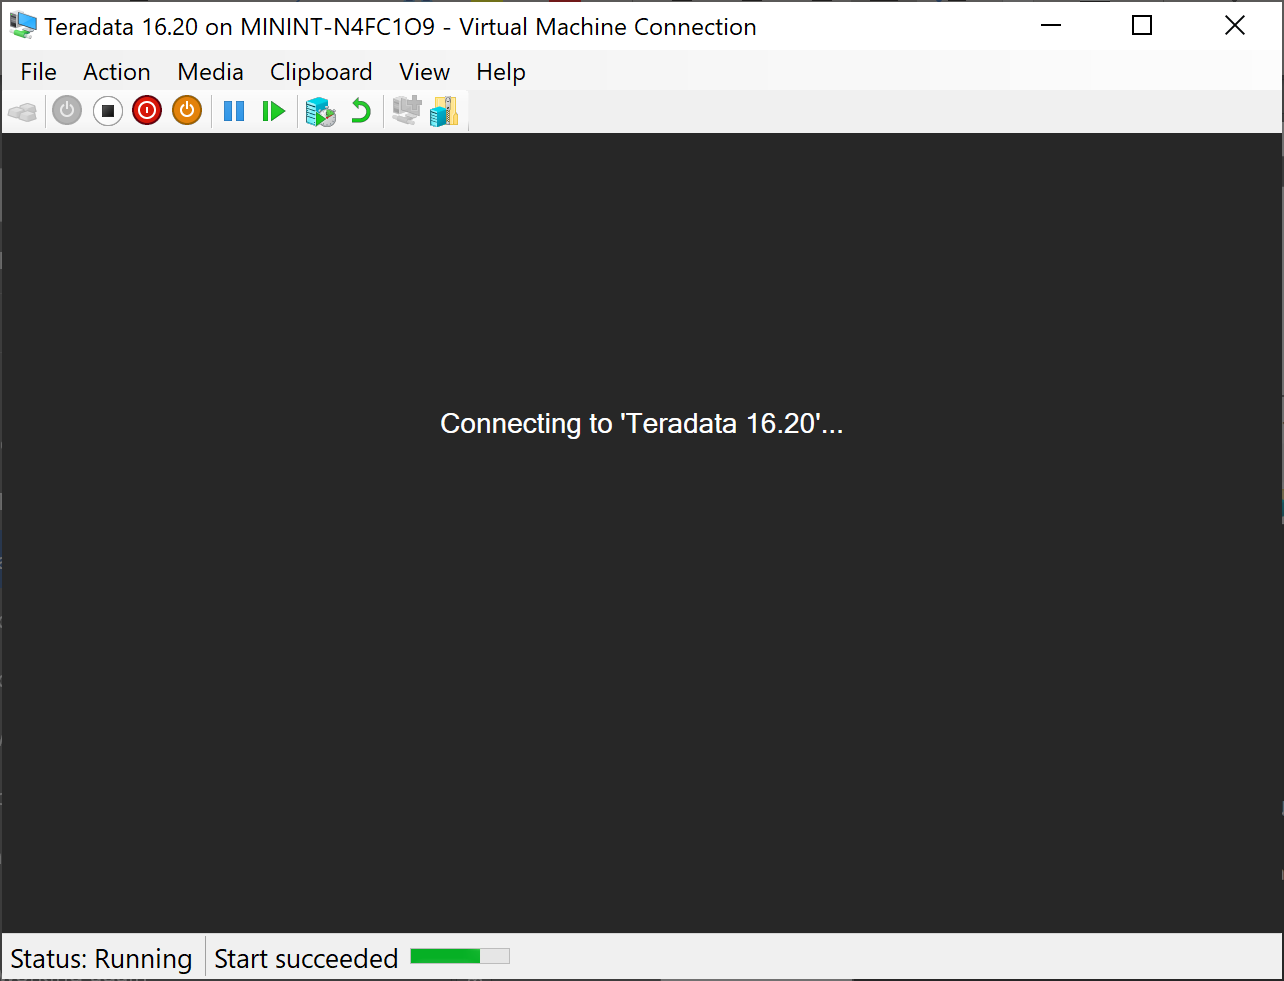 Teradata 16.20 on MININT-N4FC1O9 - Virtual Machine Connection
File Action Media Clipboard View Help
Connecting to 'Teradata 16.20'...
Status: Running Start succeeded